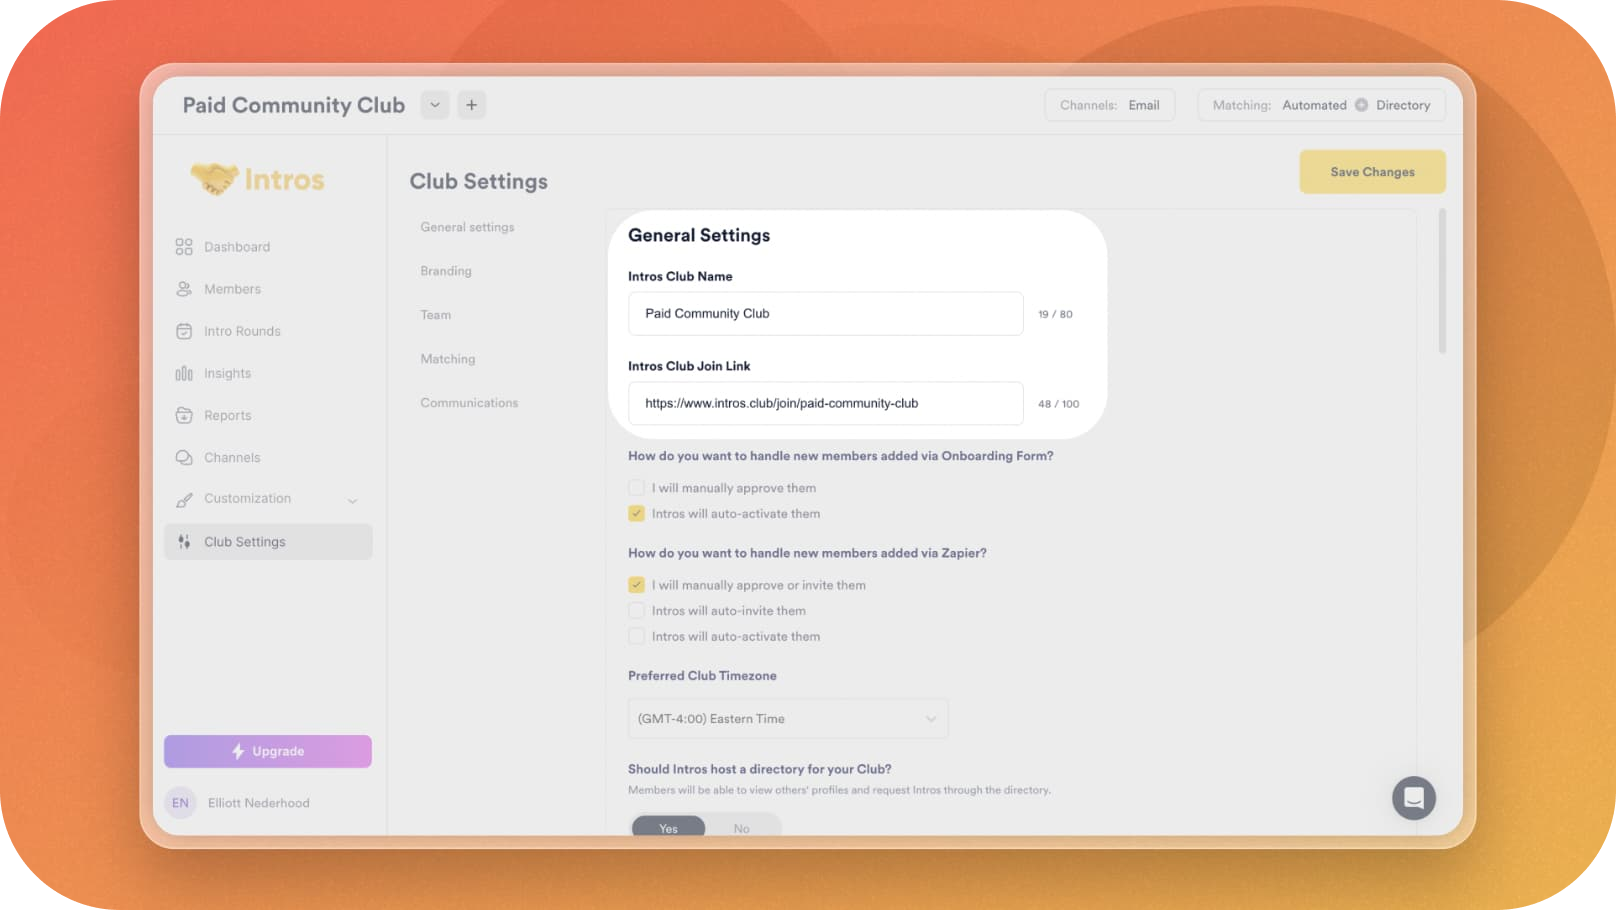 Paid Community Club
Channels: Email
Matching: Automated Directory
Intros
Club Settings
Save Changes
Dashboard
Members
Intro Rounds
Insights
Reports
Channels
Customization
Club Settings
Upgrade
EN Elliott Nederhood
General settings
Branding
Team
Matching
Communications
General Settings
Intros Club Name
Paid Community Club 19 / 80
Intros Club Join Link
https://www.intros.club/join/paid-community-club 48 / 100
How do you want to handle new members added via Onboarding Form?
I will manually approve them
Intros will auto-activate them
How do you want to handle new members added via Zapier?
I will manually approve or invite them
Intros will auto-invite them
Intros will auto-activate them
Preferred Club Timezone
(GMT-4:00) Eastern Time
Should Intros host a directory for your Club?
Members will be able to view others' profiles and request Intros through the directory.
Yes No